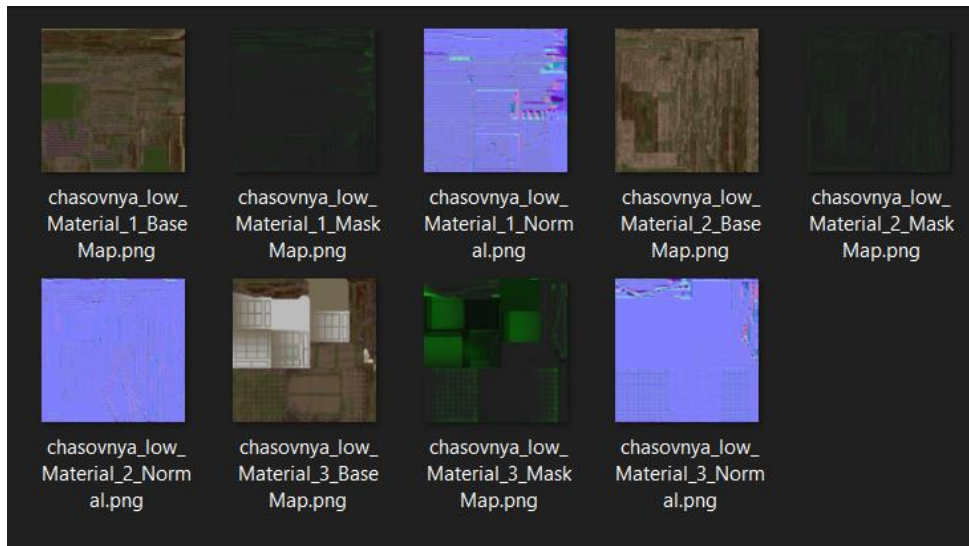 chasovnya_low_ chasovnya_low_ chasovnya_low_ chasovnya_low_ chasovnya_low_
Material_1_Base Material_1_Mask Material_1_Norm Material_2_Base Material_2_Mask
Map.png Map.png al.png Map.png Map.png
chasovnya_low_ chasovnya_low_ chasovnya_low_ chasovnya_low_
Material_2_Norm Material_3_Base Material_3_Mask Material_3_Norm
al.png Map.png Map.png al.png